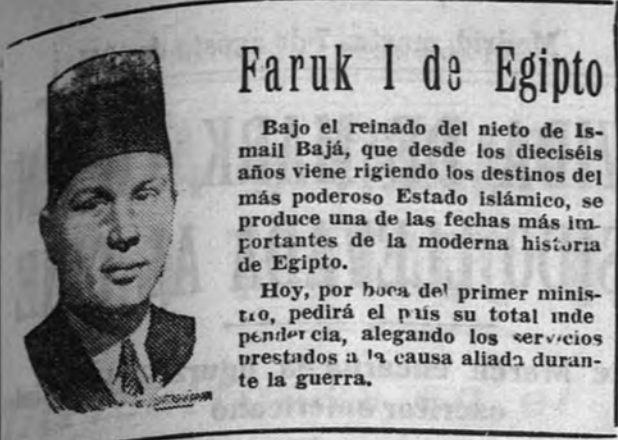 Faruk I de Egipto
Bajo el reinado del nieto de Is-
mail Bajá, que desde los dieciséis
años viene rigiendo los destinos del
más poderoso Estado islámico, se
produce una de las fechas más im-
portantes de la moderna historia
de Egipto.
Hoy, por boca del primer minis-
tro, pedirá el país su total inde
pendencia, alegando los servicios
prestados a la causa aliada duran-
te la guerra.